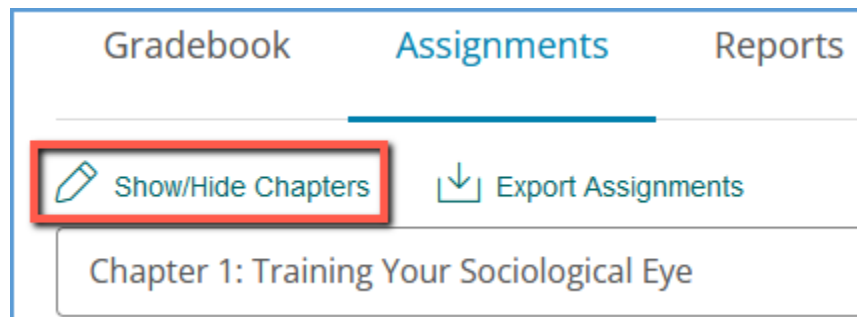 Gradebook Assignments Reports
Show/Hide Chapters Export Assignments
Chapter 1: Training Your Sociological Eye